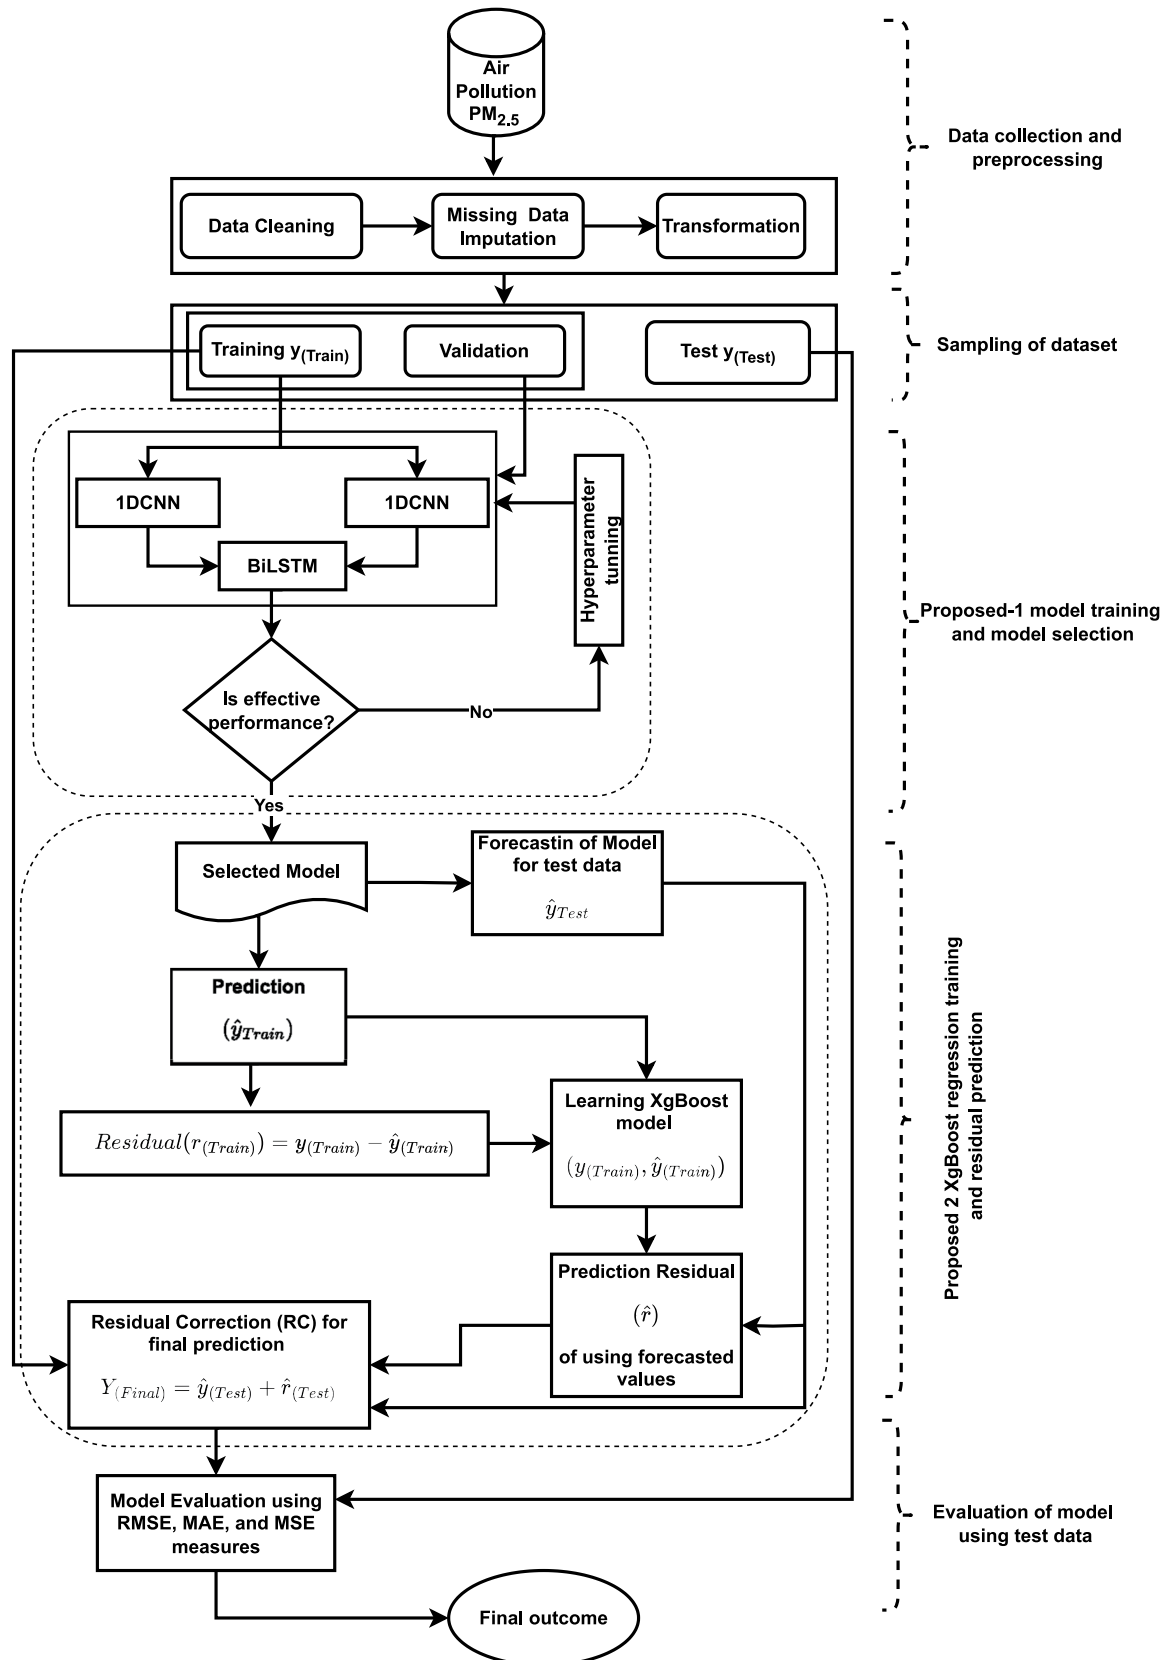 Air
Pollution
PM2.5
Data collection and
preprocessing
Data Cleaning
Missing Data
Imputation
Transformation
Training y(Train)
Validation
Test y(Test)
Sampling of dataset
1DCNN
1DCNN
BiLSTM
Hyperparameter
tunning
Proposed-1 model training
and model selection
Is effective
performance?
No
Yes
Selected Model
Forecastin of Model
for test data
ŷTest
Prediction
(ŷTrain)
Learning XgBoost
model
(y(Train), ŷ(Train))
Residual(r(Train)) = y(Train) − ŷ(Train)
Proposed 2 XgBoost regression training
and residual prediction
Prediction Residual
(r̂)
of using forecasted
values
Residual Correction (RC) for
final prediction
Y(Final) = ŷ(Test) + r̂(Test)
Model Evaluation using
RMSE, MAE, and MSE
measures
Evaluation of model
using test data
Final outcome